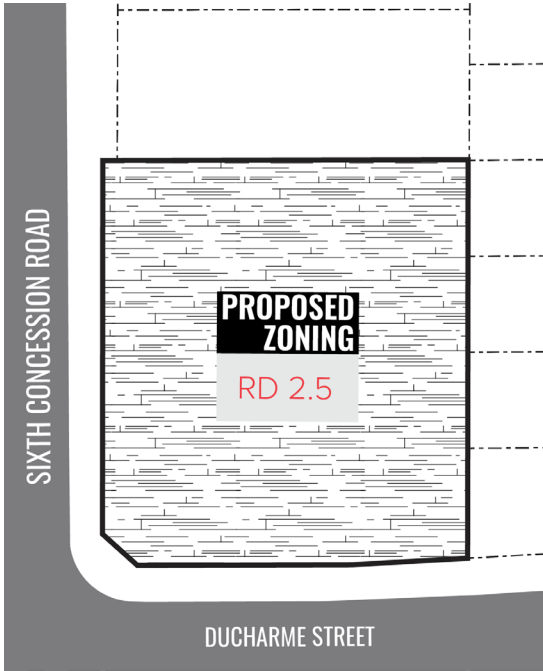 SIXTH CONCESSION ROAD
PROPOSED
ZONING
RD 2.5
DUCHARME STREET